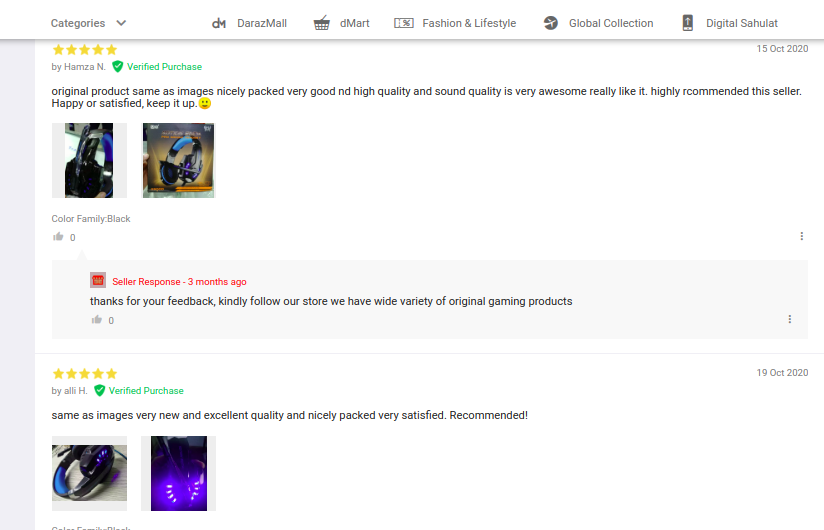 Categories
dM DarazMall
dMart
Fashion & Lifestyle
Global Collection
Digital Sahulat
15 Oct 2020
by Hamza N. Verified Purchase
original product same as images nicely packed very good nd high quality and sound quality is very awesome really like it. highly rcommended this seller.
Happy or satisfied, keep it up.🙂
Color Family:Black
0
Seller Response - 3 months ago
thanks for your feedback, kindly follow our store we have wide variety of original gaming products
0
19 Oct 2020
by alli H. Verified Purchase
same as images very new and excellent quality and nicely packed very satisfied. Recommended!
Color Family:Black